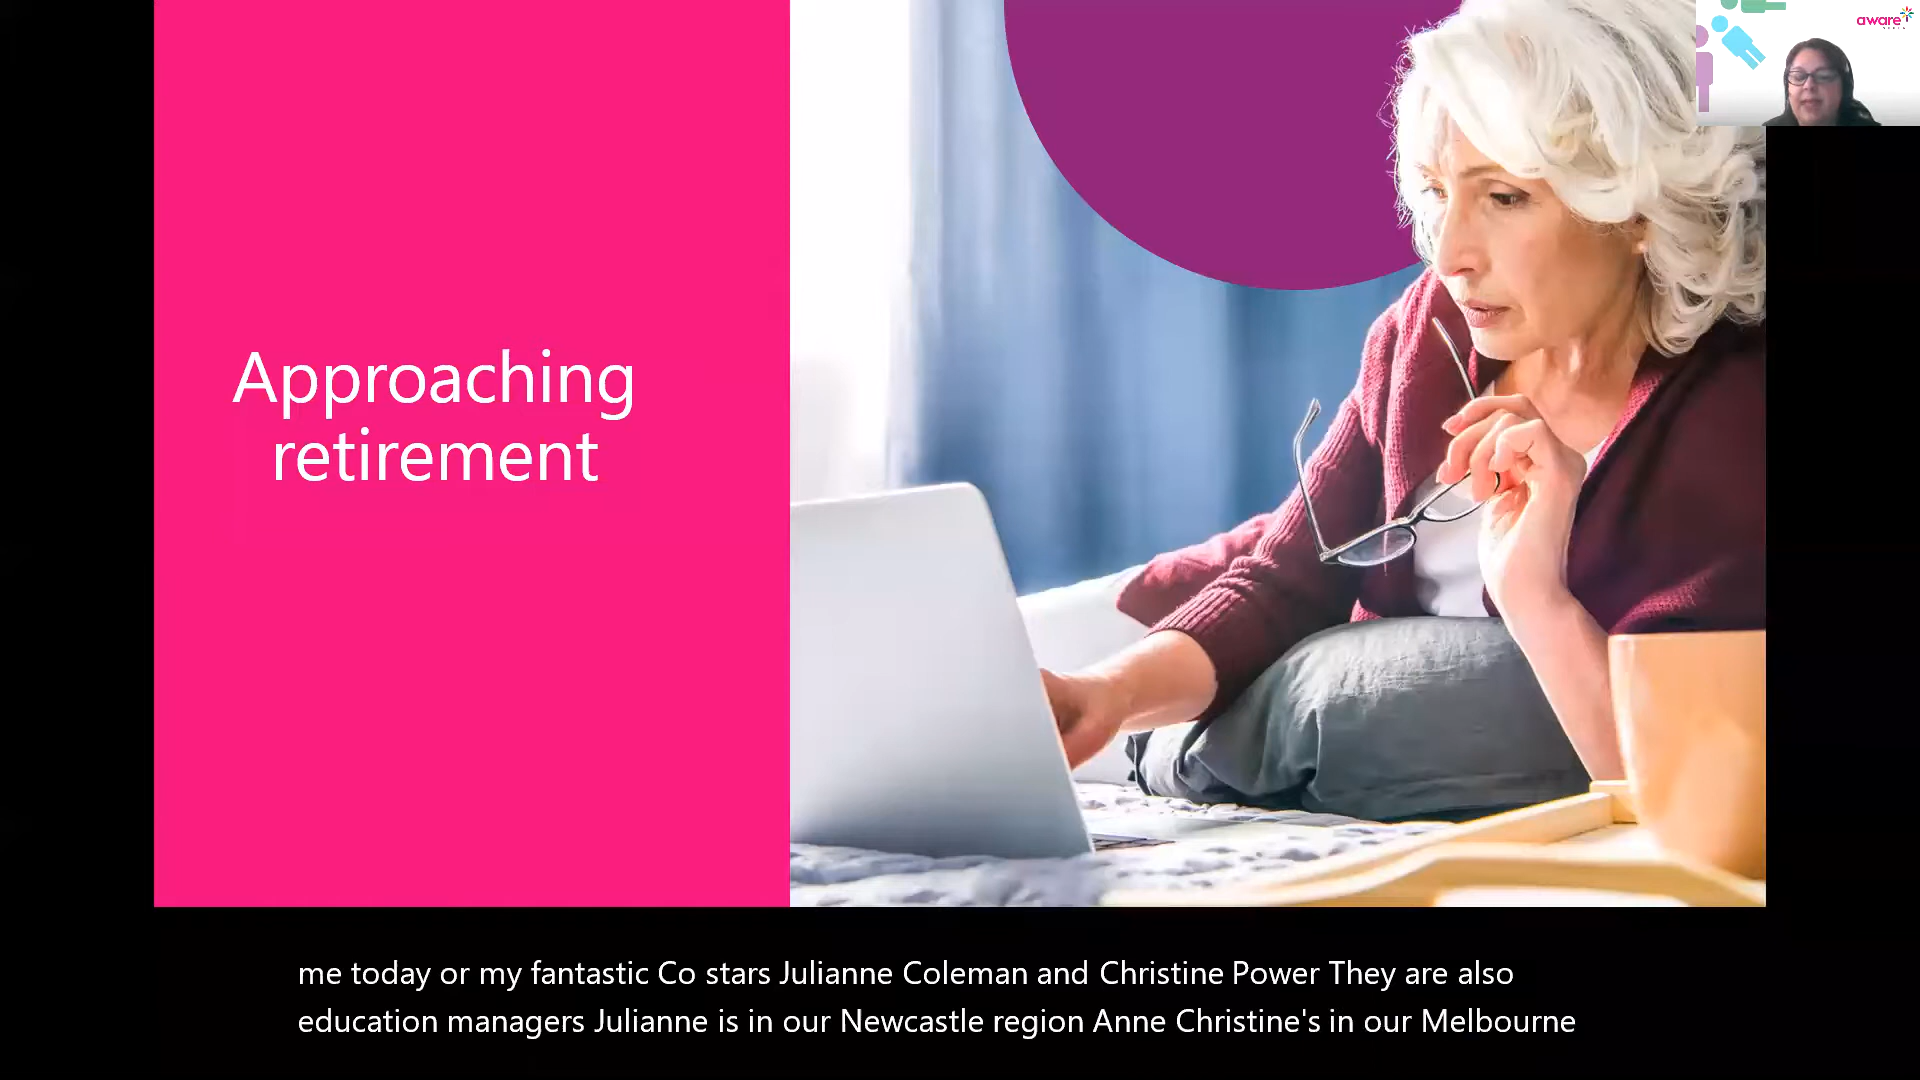 aware
Approaching
retirement
me today or my fantastic Co stars Julianne Coleman and Christine Power They are also
education managers Julianne is in our Newcastle region Anne Christine's in our Melbourne